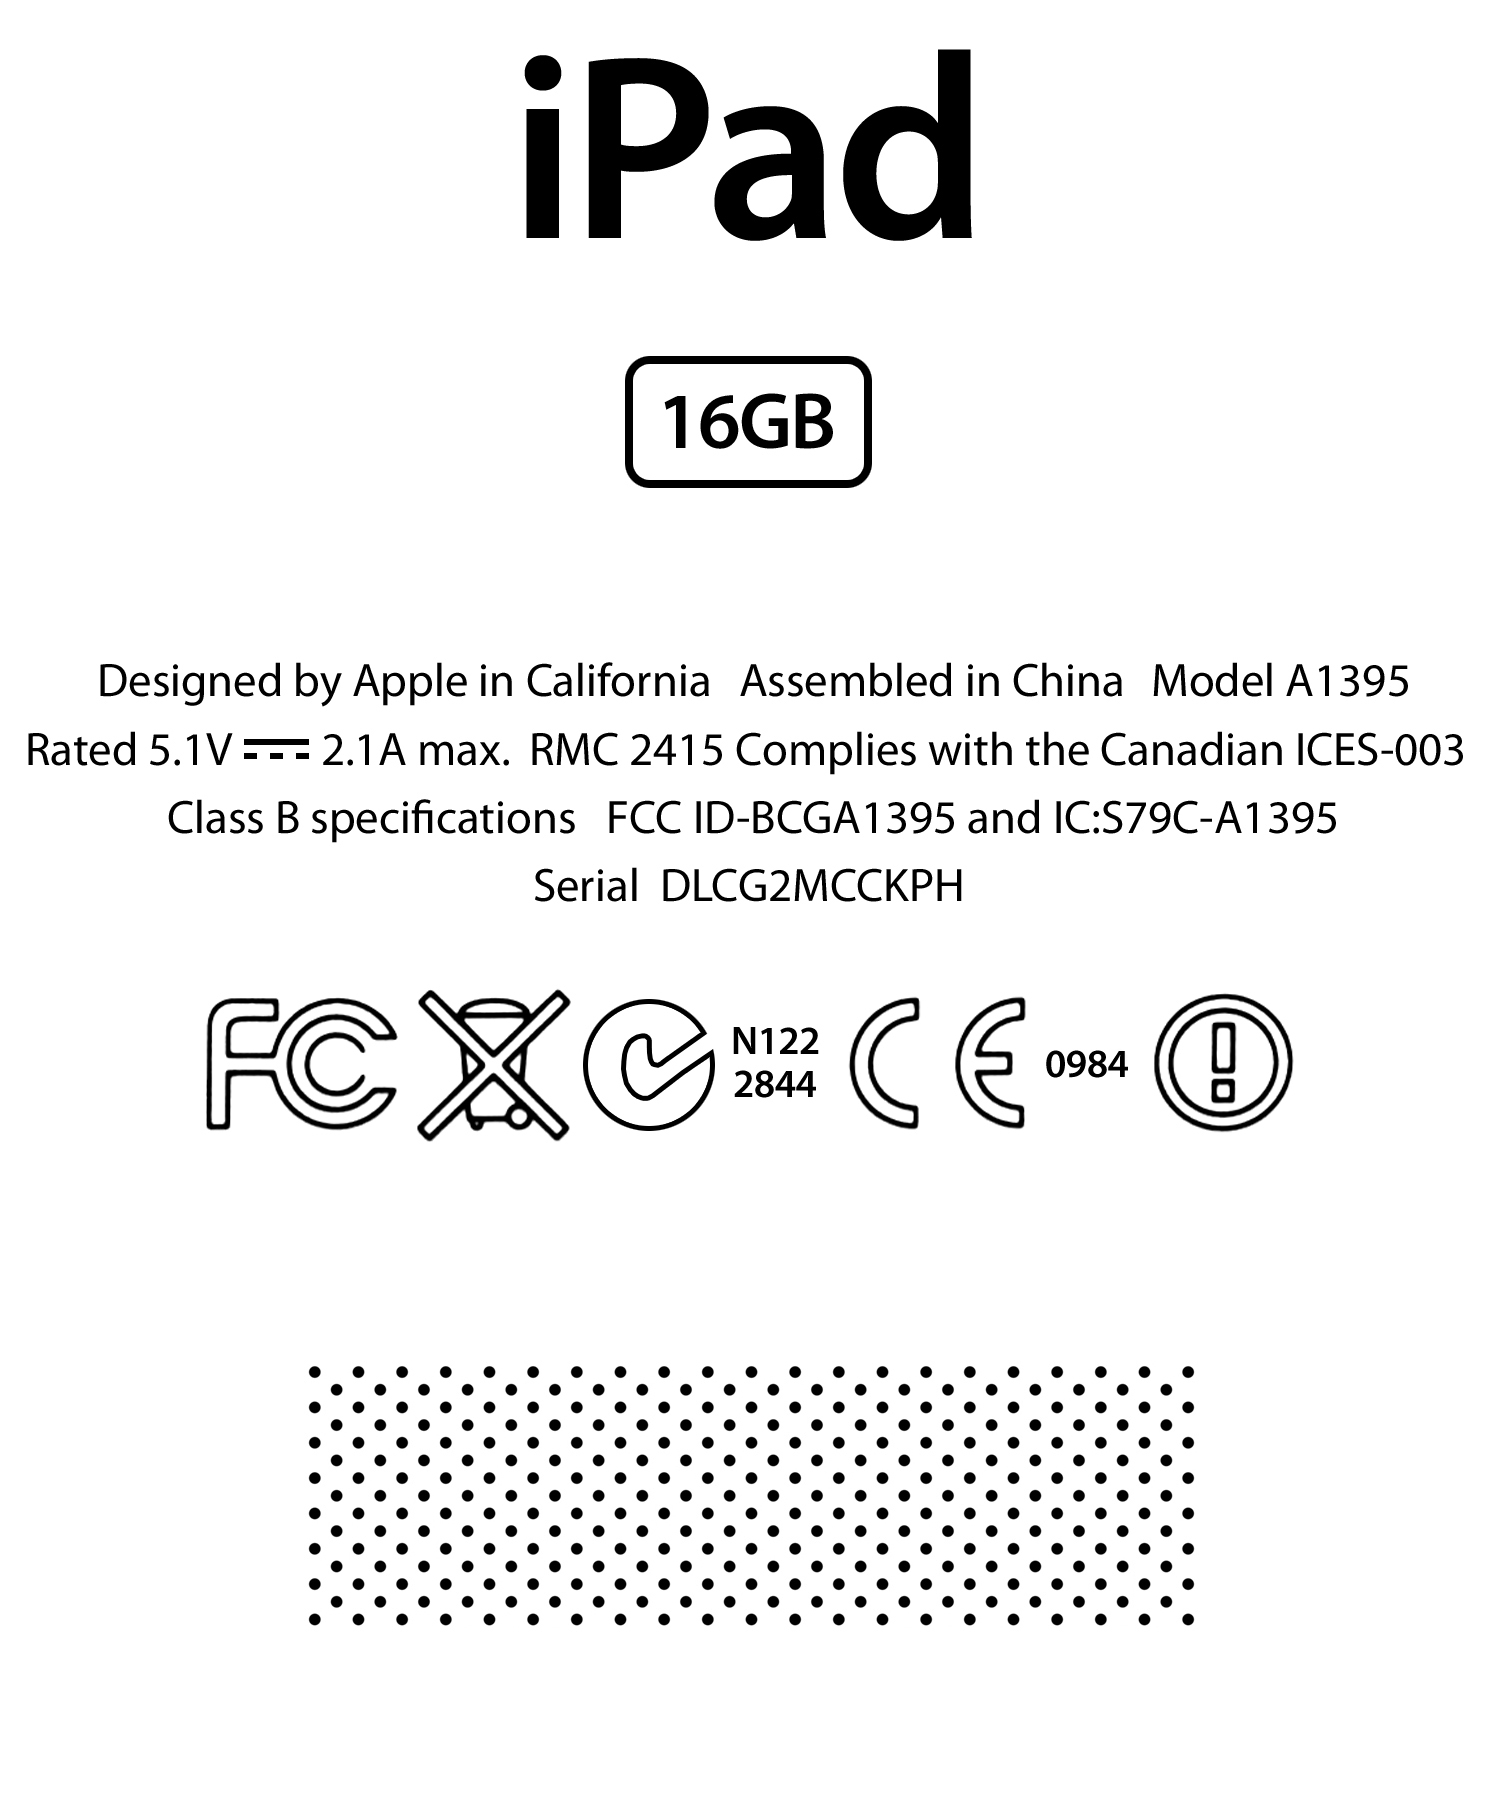 iPad
16GB
Designed by Apple in California Assembled in China Model A1395
Rated 5.1V ⎓ 2.1A max. RMC 2415 Complies with the Canadian ICES-003
Class B specifications FCC ID-BCGA1395 and IC:S79C-A1395
Serial DLCG2MCCKPH
FC N122 CE 0984
2844